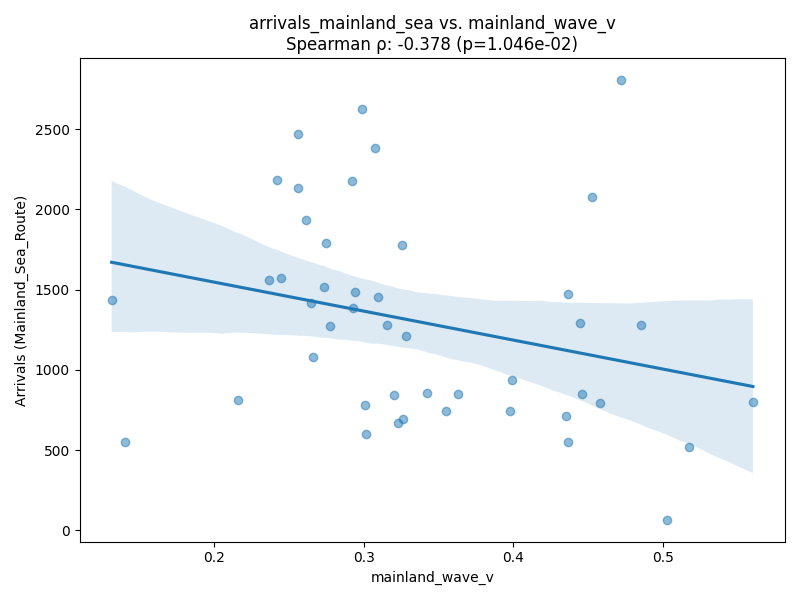 arrivals_mainland_sea vs. mainland_wave_v
Spearman ρ: -0.378 (p=1.046e-02)
Arrivals (Mainland_Sea_Route)
2500
2000
1500
1000
500
0
0.2 0.3 0.4 0.5
mainland_wave_v